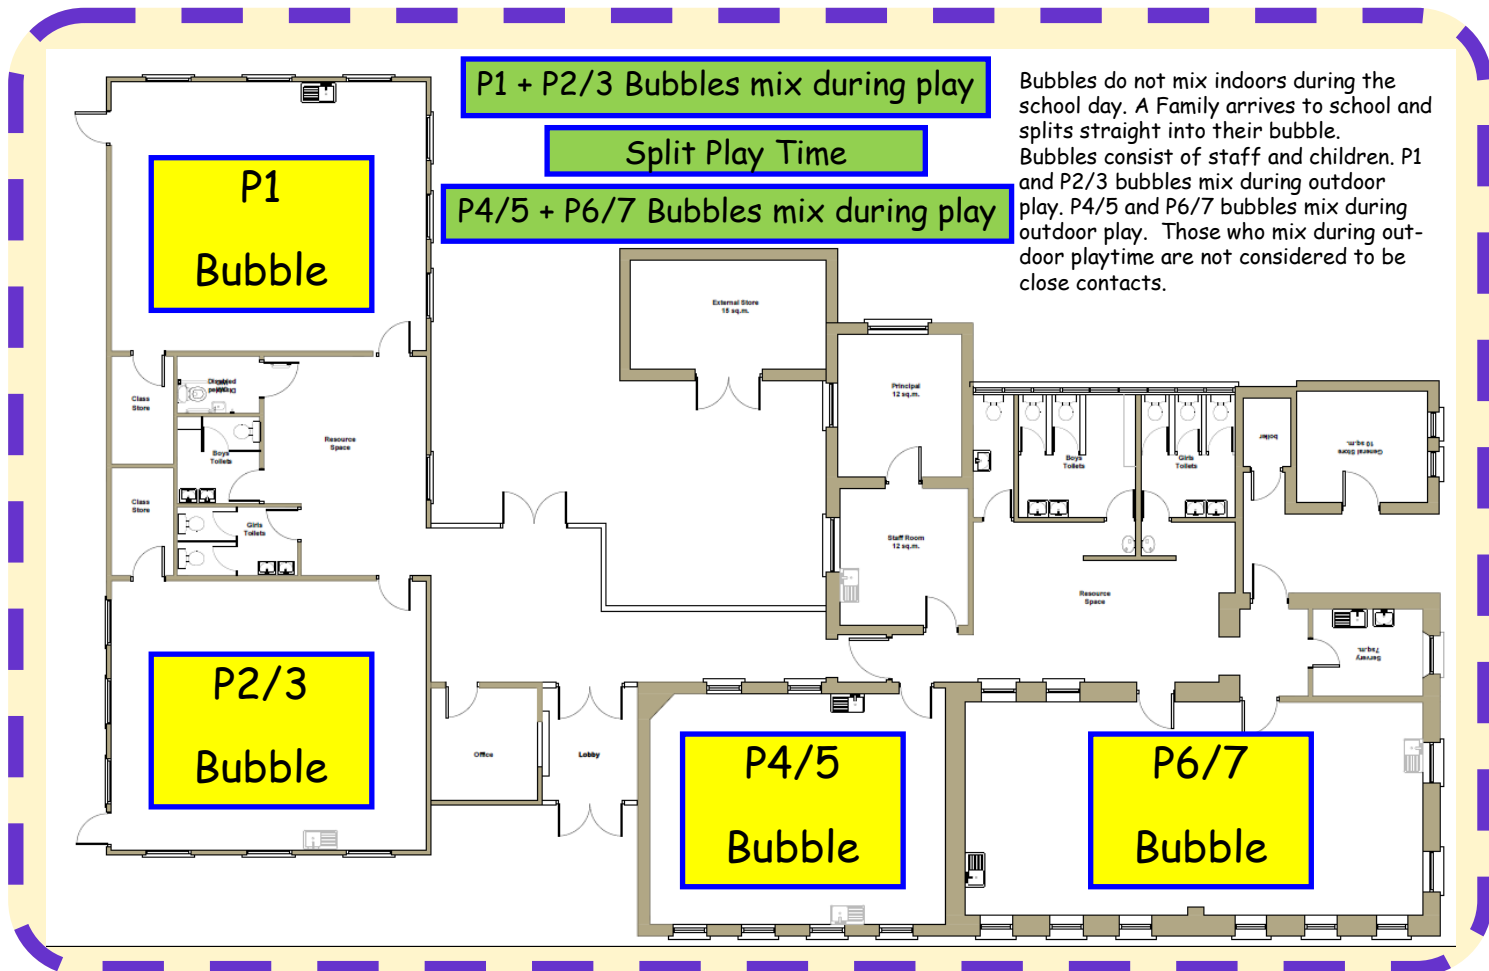 P1 + P2/3 Bubbles mix during play
Split Play Time
P4/5 + P6/7 Bubbles mix during play
Bubbles do not mix indoors during the
school day. A Family arrives to school and
splits straight into their bubble.
Bubbles consist of staff and children. P1
and P2/3 bubbles mix during outdoor
play. P4/5 and P6/7 bubbles mix during
outdoor play.  Those who mix during out-
door playtime are not considered to be
close contacts.
P1
Bubble
External Store
15 sq.m.
Principal
12 sq.m.
Class
Store
Disabled
Boys
Toilets
Resource
Space
Boys
Toilets
Girls
Toilets
boiler
General Store
10 sq.m.
Class
Store
Girls
Toilets
Staff Room
12 sq.m.
Resource
Space
Servery
7sq.m.
P2/3
Bubble
Office
Lobby
P4/5
Bubble
P6/7
Bubble